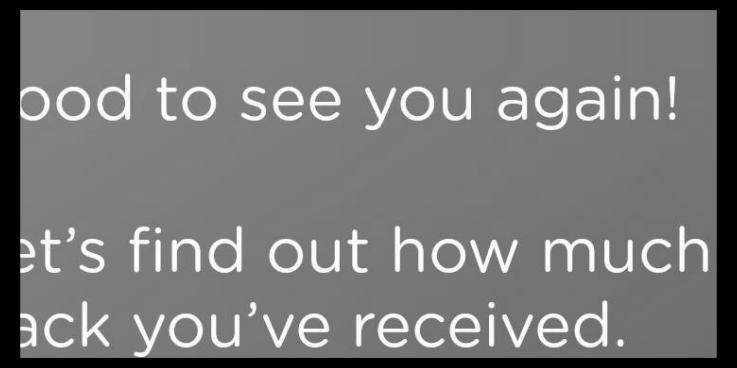 ood to see you again!
et’s find out how much
ack you’ve received.